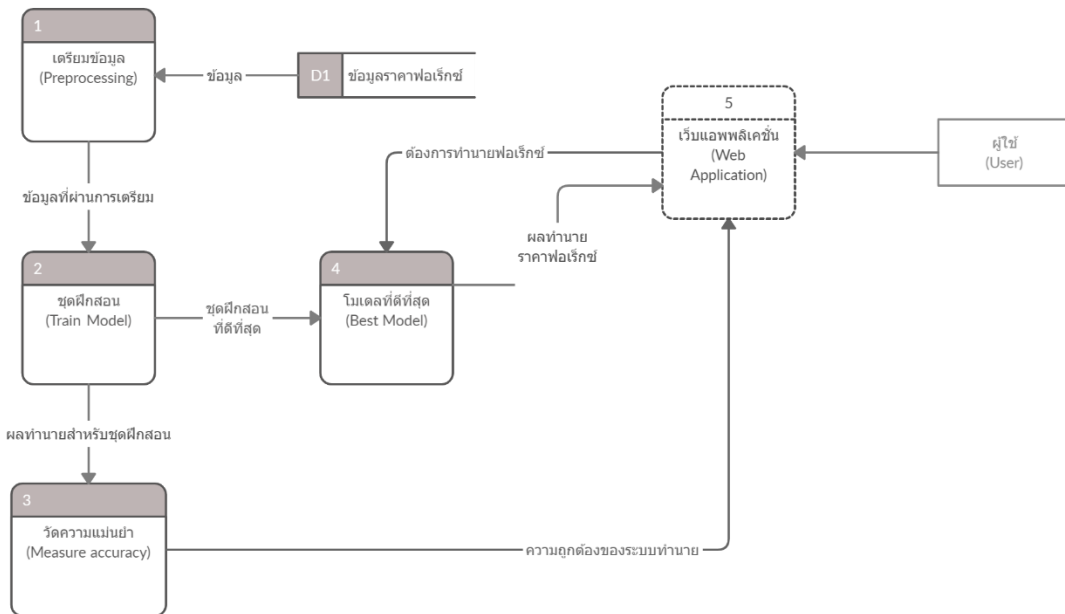 1
เตรียมข้อมูล
(Preprocessing)
ข้อมูล
D1
ข้อมูลราคาฟอเร็กซ์
5
เว็บแอพพลิเคชั่น
(Web
Application)
ผู้ใช้
(User)
ต้องการทำนายฟอเร็กซ์
ข้อมูลที่ผ่านการเตรียม
ผลทำนาย
ราคาฟอเร็กซ์
2
ชุดฝึกสอน
(Train Model)
ชุดฝึกสอน
ที่ดีที่สุด
4
โมเดลที่ดีที่สุด
(Best Model)
ผลทำนายสำหรับชุดฝึกสอน
3
วัดความแม่นยำ
(Measure accuracy)
ความถูกต้องของระบบทำนาย